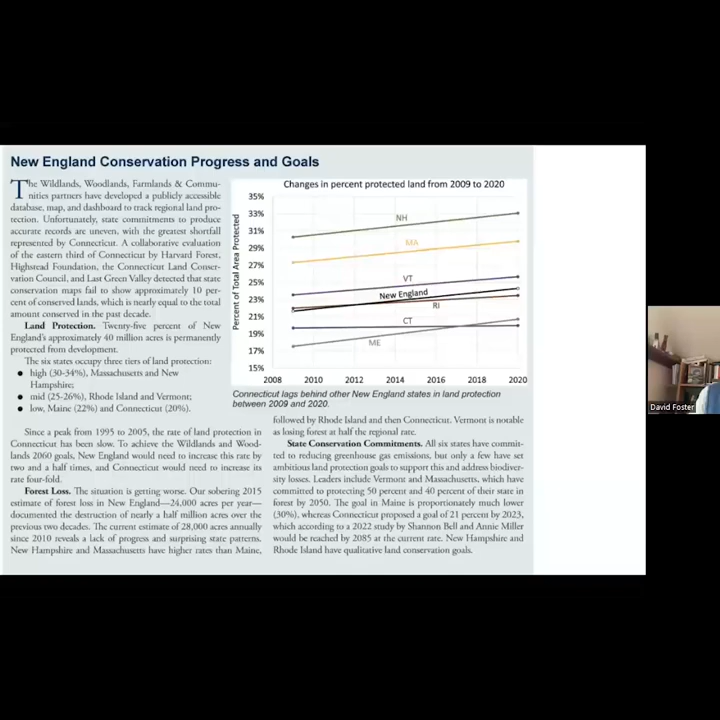 New England Conservation Progress and Goals
The Wildlands, Woodlands, Farmlands & Commu-
nities partners have developed a publicly accessible
database, map, and dashboard to track regional land pro-
tection. Unfortunately, state commitments to produce
accurate records are uneven, with the greatest shortfall
represented by Connecticut. A collaborative evaluation
of the eastern third of Connecticut by Harvard Forest,
Highstead Foundation, the Connecticut Land Conser-
vation Council, and Last Green Valley detected that state
conservation maps fail to show approximately 10 per-
cent of conserved lands, which is nearly equal to the total
amount conserved in the past decade.
Land Protection. Twenty-five percent of New
England's approximately 40 million acres is permanently
protected from development.
The six states occupy three tiers of land protection:
● high (30-34%), Massachusetts and New
Hampshire;
● mid (25-26%), Rhode Island and Vermont;
● low, Maine (22%) and Connecticut (20%).
Since a peak from 1995 to 2005, the rate of land protection in
Connecticut has been slow. To achieve the Wildlands and Wood-
lands 2060 goals, New England would need to increase this rate by
two and a half times, and Connecticut would need to increase its
rate four-fold.
Forest Loss. The situation is getting worse. Our sobering 2015
estimate of forest loss in New England—24,000 acres per year—
documented the destruction of nearly a half million acres over the
previous two decades. The current estimate of 28,000 acres annually
since 2010 reveals a lack of progress and surprising state patterns.
New Hampshire and Massachusetts have higher rates than Maine,
Changes in percent protected land from 2009 to 2020
Percent of Total Area Protected
35%
33%
31%
29%
27%
25%
23%
21%
19%
17%
15%
NH
MA
VT
New England
RI
CT
ME
2008
2010
2012
2014
2016
2018
2020
Connecticut lags behind other New England states in land protection
between 2009 and 2020.
followed by Rhode Island and then Connecticut. Vermont is notable
as losing forest at half the regional rate.
State Conservation Commitments. All six states have commit-
ted to reducing greenhouse gas emissions, but only a few have set
ambitious land protection goals to support this and address biodiver-
sity losses. Leaders include Vermont and Massachusetts, which have
committed to protecting 50 percent and 40 percent of their state in
forest by 2050. The goal in Maine is proportionately much lower
(30%), whereas Connecticut proposed a goal of 21 percent by 2023,
which according to a 2022 study by Shannon Bell and Annie Miller
would be reached by 2085 at the current rate. New Hampshire and
Rhode Island have qualitative land conservation goals.
David Foster